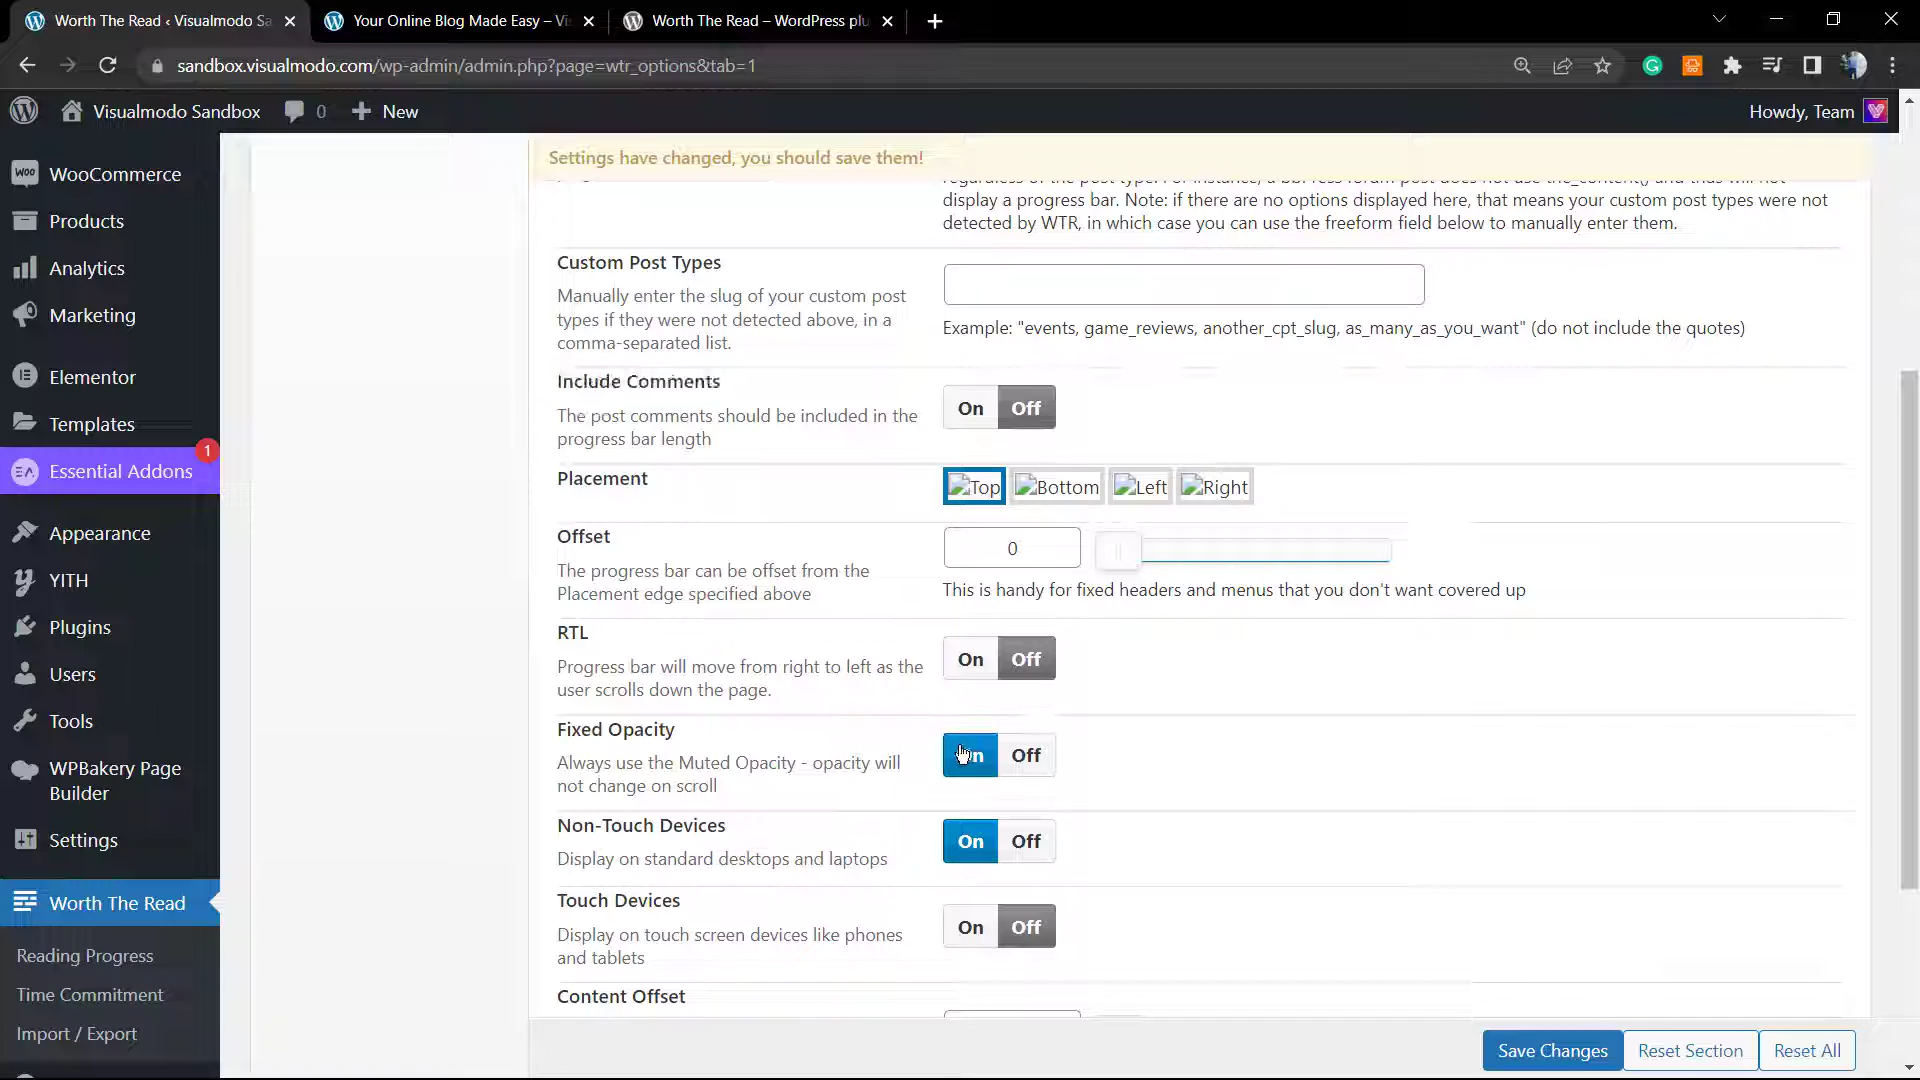 Worth The Read ‹ Visualmodo Sa
Your Online Blog Made Easy – Vi
Worth The Read – WordPress plu
sandbox.visualmodo.com/wp-admin/admin.php?page=wtr_options&tab=1
Visualmodo Sandbox
0
New
Howdy, Team
WooCommerce
Products
Analytics
Marketing
Elementor
Templates
Essential Addons
1
Appearance
YITH
Plugins
Users
Tools
WPBakery Page
Builder
Settings
Worth The Read
Reading Progress
Time Commitment
Import / Export
Settings have changed, you should save them!
regardless of the post type. For instance, a bbPress forum post does not use the_content() and thus will not
display a progress bar. Note: if there are no options displayed here, that means your custom post types were not
detected by WTR, in which case you can use the freeform field below to manually enter them.
Custom Post Types
Manually enter the slug of your custom post
types if they were not detected above, in a
comma-separated list.
Example: "events, game_reviews, another_cpt_slug, as_many_as_you_want" (do not include the quotes)
Include Comments
The post comments should be included in the
progress bar length
On Off
Placement
Top Bottom Left Right
Offset
The progress bar can be offset from the
Placement edge specified above
0
This is handy for fixed headers and menus that you don't want covered up
RTL
Progress bar will move from right to left as the
user scrolls down the page.
On Off
Fixed Opacity
Always use the Muted Opacity - opacity will
not change on scroll
On Off
Non-Touch Devices
Display on standard desktops and laptops
On Off
Touch Devices
Display on touch screen devices like phones
and tablets
On Off
Content Offset
Save Changes
Reset Section
Reset All